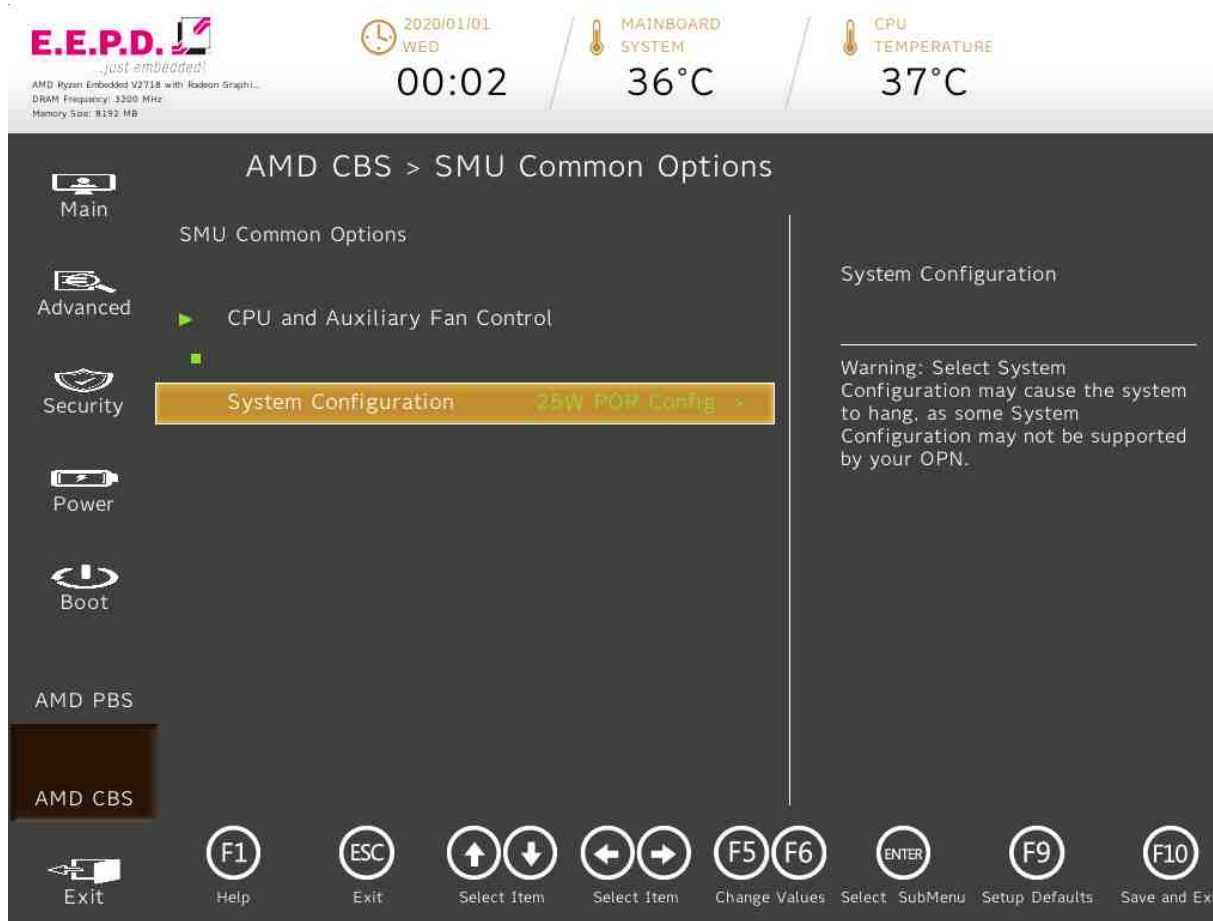 E.E.P.D.
...just embedded!
AMD Ryzen Embedded V2718 with Radeon Graphi...
DRAM Frequency: 3200 MHz
Memory Size: 8192 MB
2020/01/01
WED
00:02
MAINBOARD
SYSTEM
36°C
CPU
TEMPERATURE
37°C
AMD CBS > SMU Common Options
Main
Advanced
Security
Power
Boot
AMD PBS
AMD CBS
Exit
SMU Common Options
► CPU and Auxiliary Fan Control
System Configuration 25W POR Config >
System Configuration
Warning: Select System
Configuration may cause the system
to hang, as some System
Configuration may not be supported
by your OPN.
F1
Help
ESC
Exit
Select Item
Select Item
F5 F6
Change Values
ENTER
Select SubMenu
F9
Setup Defaults
F10
Save and Ex